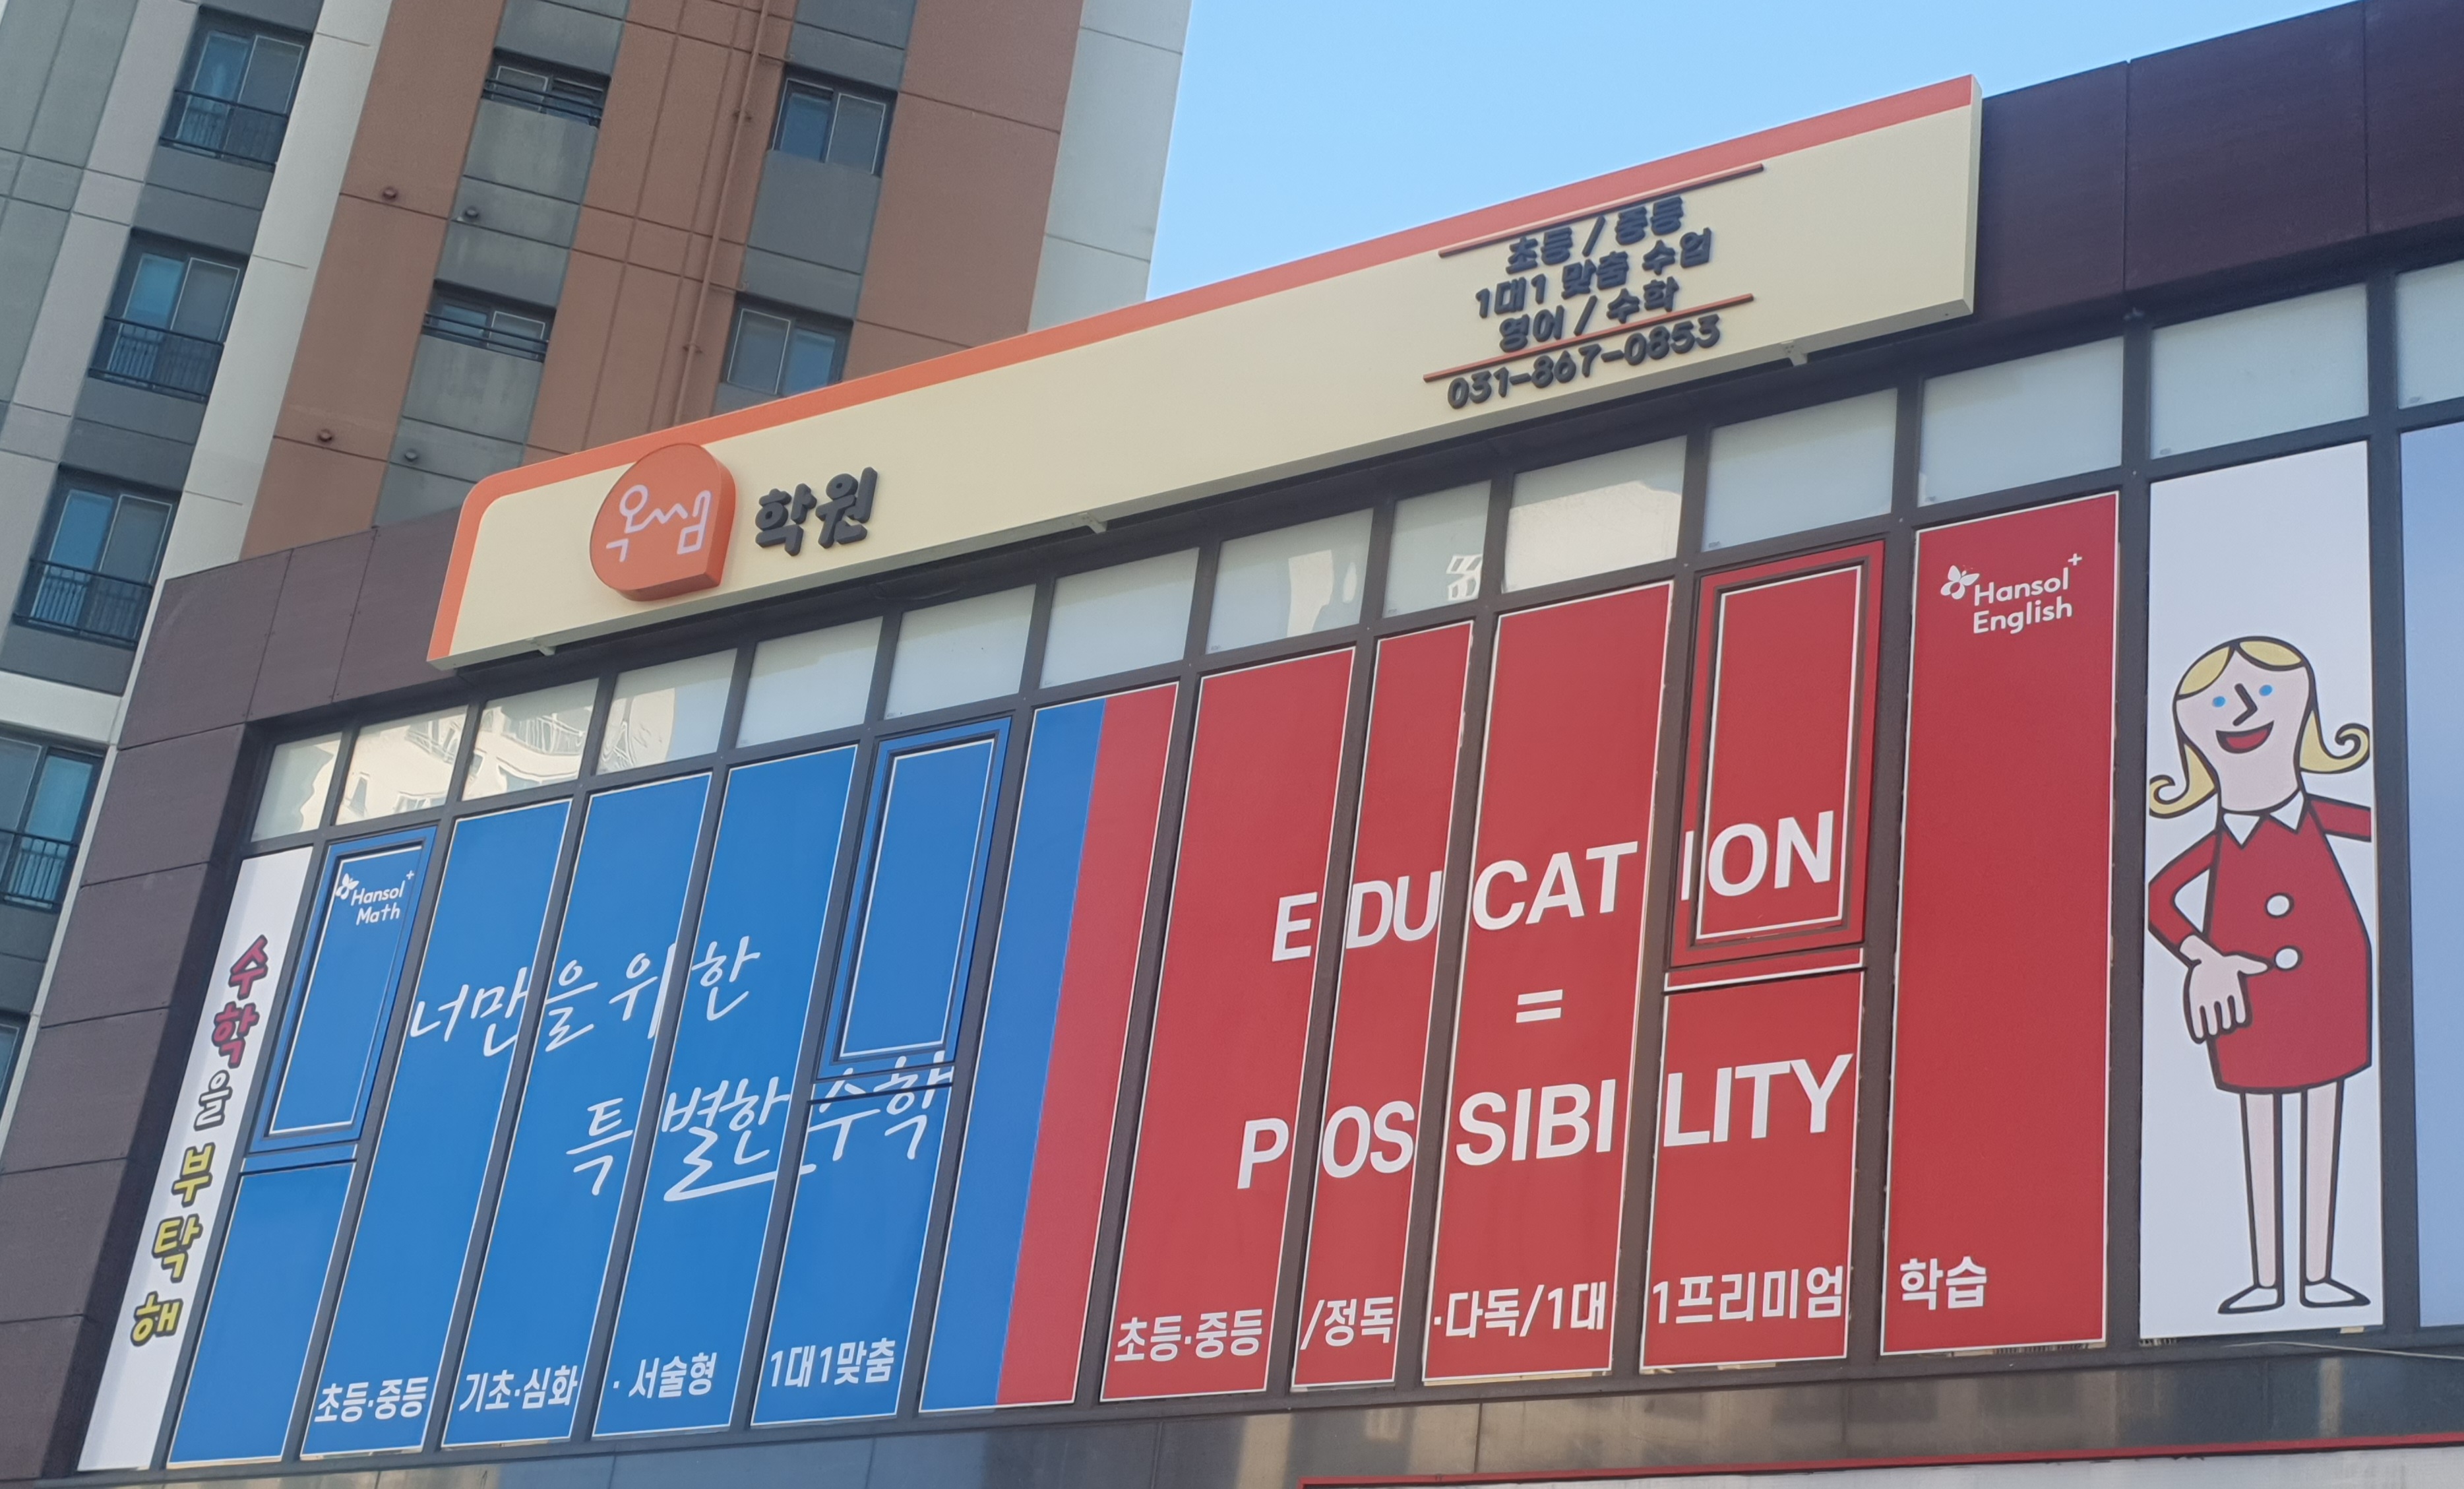 옥쌤 학원
초등 / 중등
1대1 맞춤 수업
영어 / 수학
031-867-0853
수학을 부탁해
Hansol+
Math
너만을 위한
특별한 수학
초등·중등 기초·심화 · 서술형 1대1맞춤
EDUCATION
=
POSSIBILITY
초등·중등/정독·다독/1대1프리미엄 학습
Hansol+
English